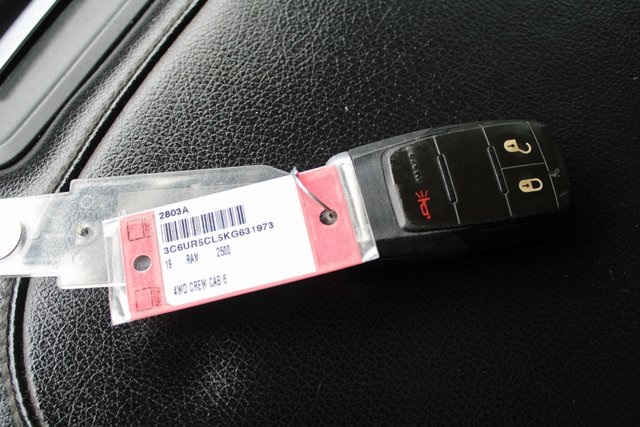 2803A
3C6UR5CL5KG631973
19 RAM 2500
4WD CREW CAB 6